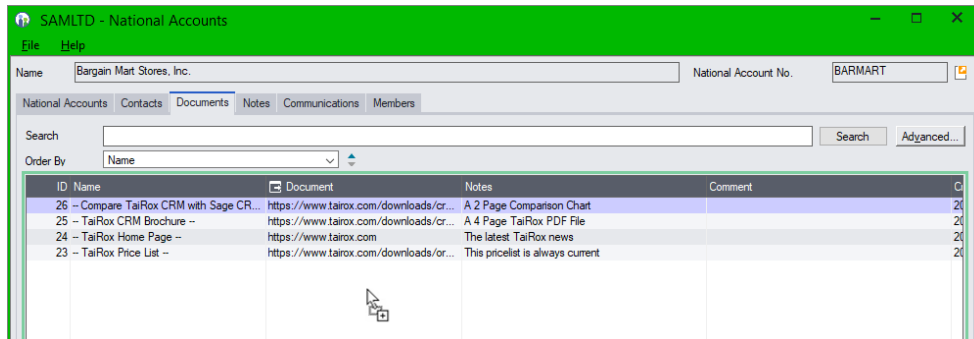 SAMLTD - National Accounts
File Help
Name Bargain Mart Stores, Inc. National Account No. BARMART
National Accounts Contacts Documents Notes Communications Members
Search Search Advanced...
Order By Name
ID Name Document Notes Comment
26 -- Compare TaiRox CRM with Sage CR... https://www.tairox.com/downloads/cr... A 2 Page Comparison Chart 20
25 -- TaiRox CRM Brochure -- https://www.tairox.com/downloads/cr... A 4 Page TaiRox PDF File 20
24 -- TaiRox Home Page -- https://www.tairox.com The latest TaiRox news 20
23 -- TaiRox Price List -- https://www.tairox.com/downloads/or... This pricelist is always current 20